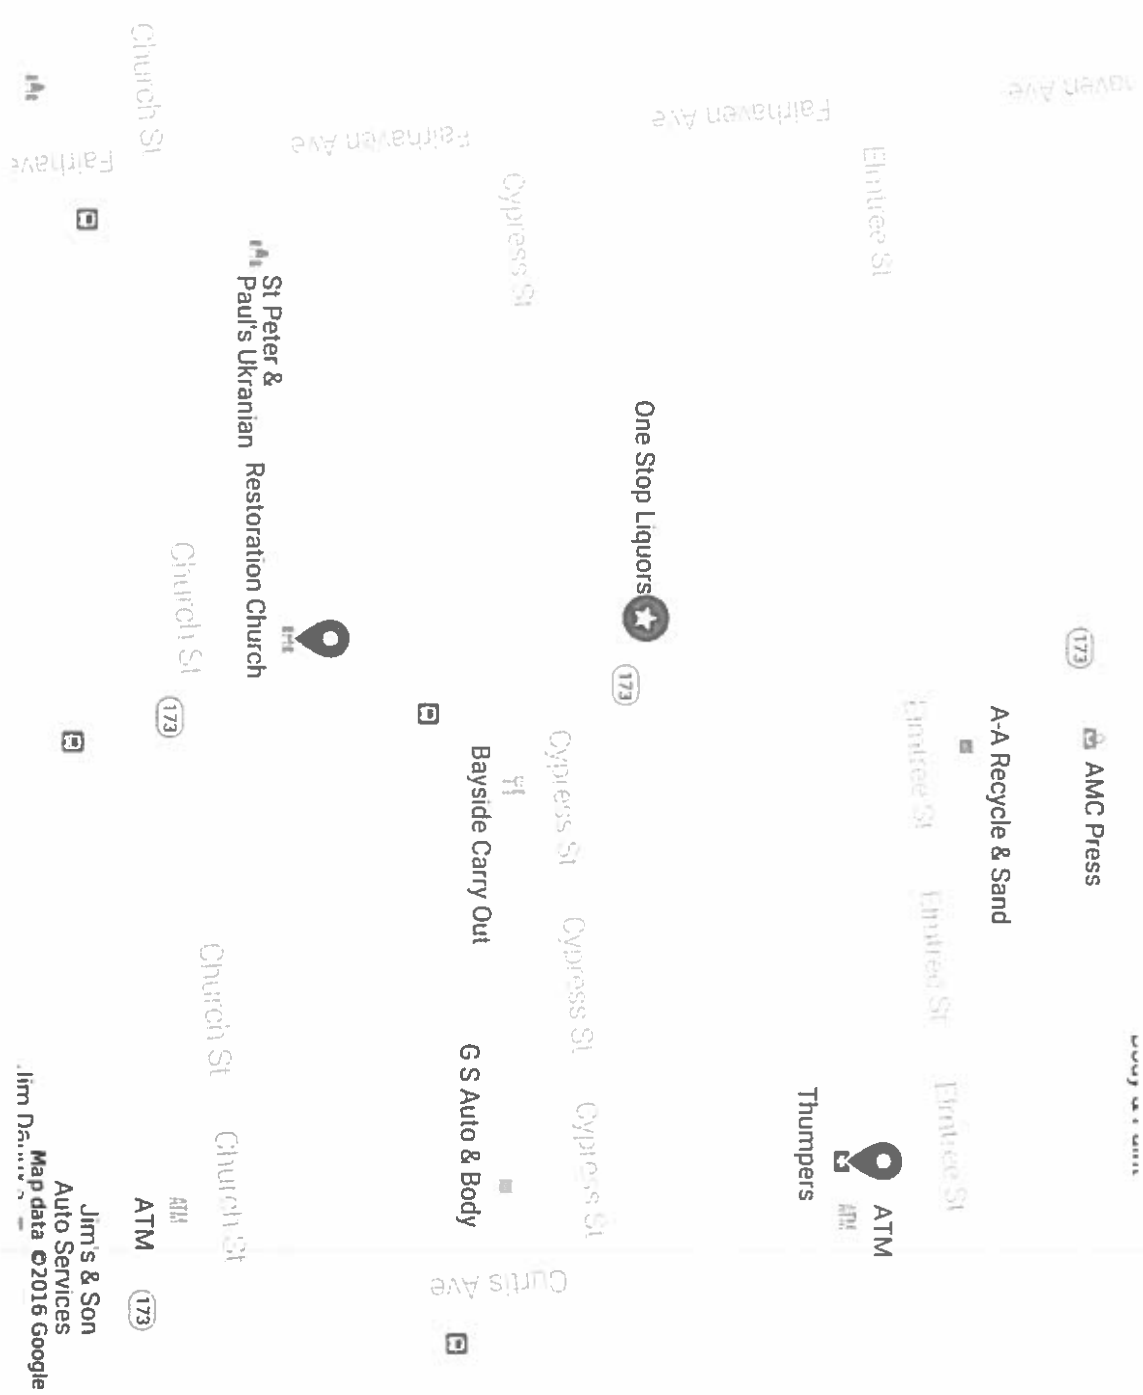 Church St
Fairhave
Fairhaven Ave
Fairhaven Ave
haven Ave
Cypress St
Elmtree St
St Peter &
Paul's Ukranian
Restoration Church
One Stop Liquors
Church St
173
173
173
AMC Press
A-A Recycle & Sand
Elmtree St
Cypress St
Bayside Carry Out
Elmtree St
Cypress St
Church St
G S Auto & Body
Cypress St
Elmtree St
Thumpers
ATM
ATM
Church St
ATM
ATM
Curtis Ave
173
Jim's & Son
Auto Services
Jim
Map data ©2016 Google